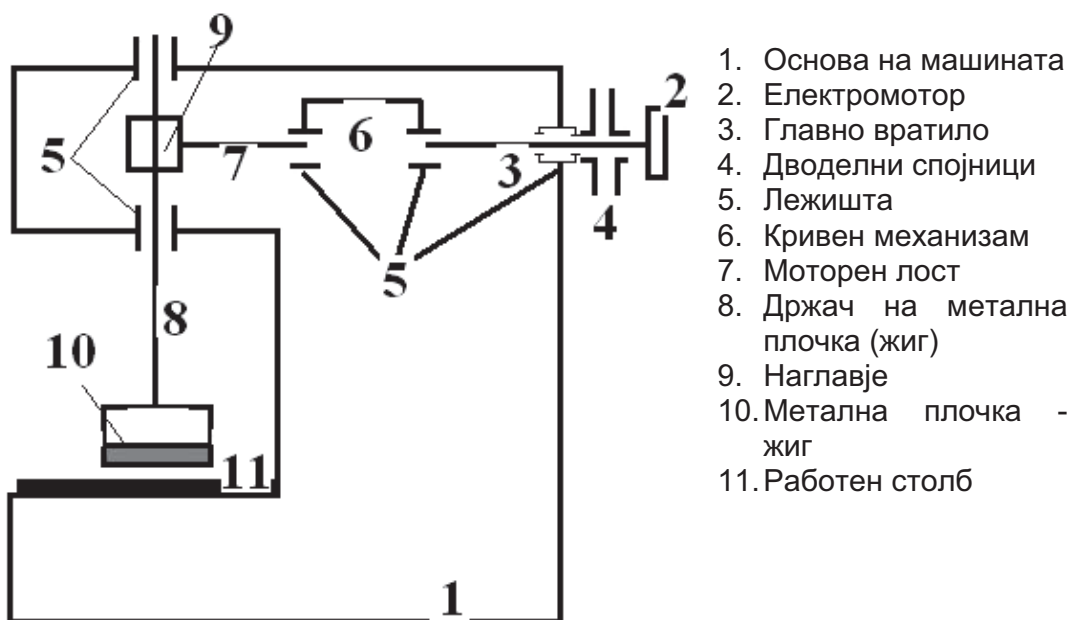 9
1. Основа на машината
2
2. Електромотор
3. Главно вратило
5
6
4. Дводелни спојници
7
3
5. Лежишта
4
6. Кривен механизам
5
7. Моторен лост
8
8. Држач на метална
плочка (жиг)
10
9. Наглавје
10. Метална плочка -
жиг
11
11. Работен столб
1